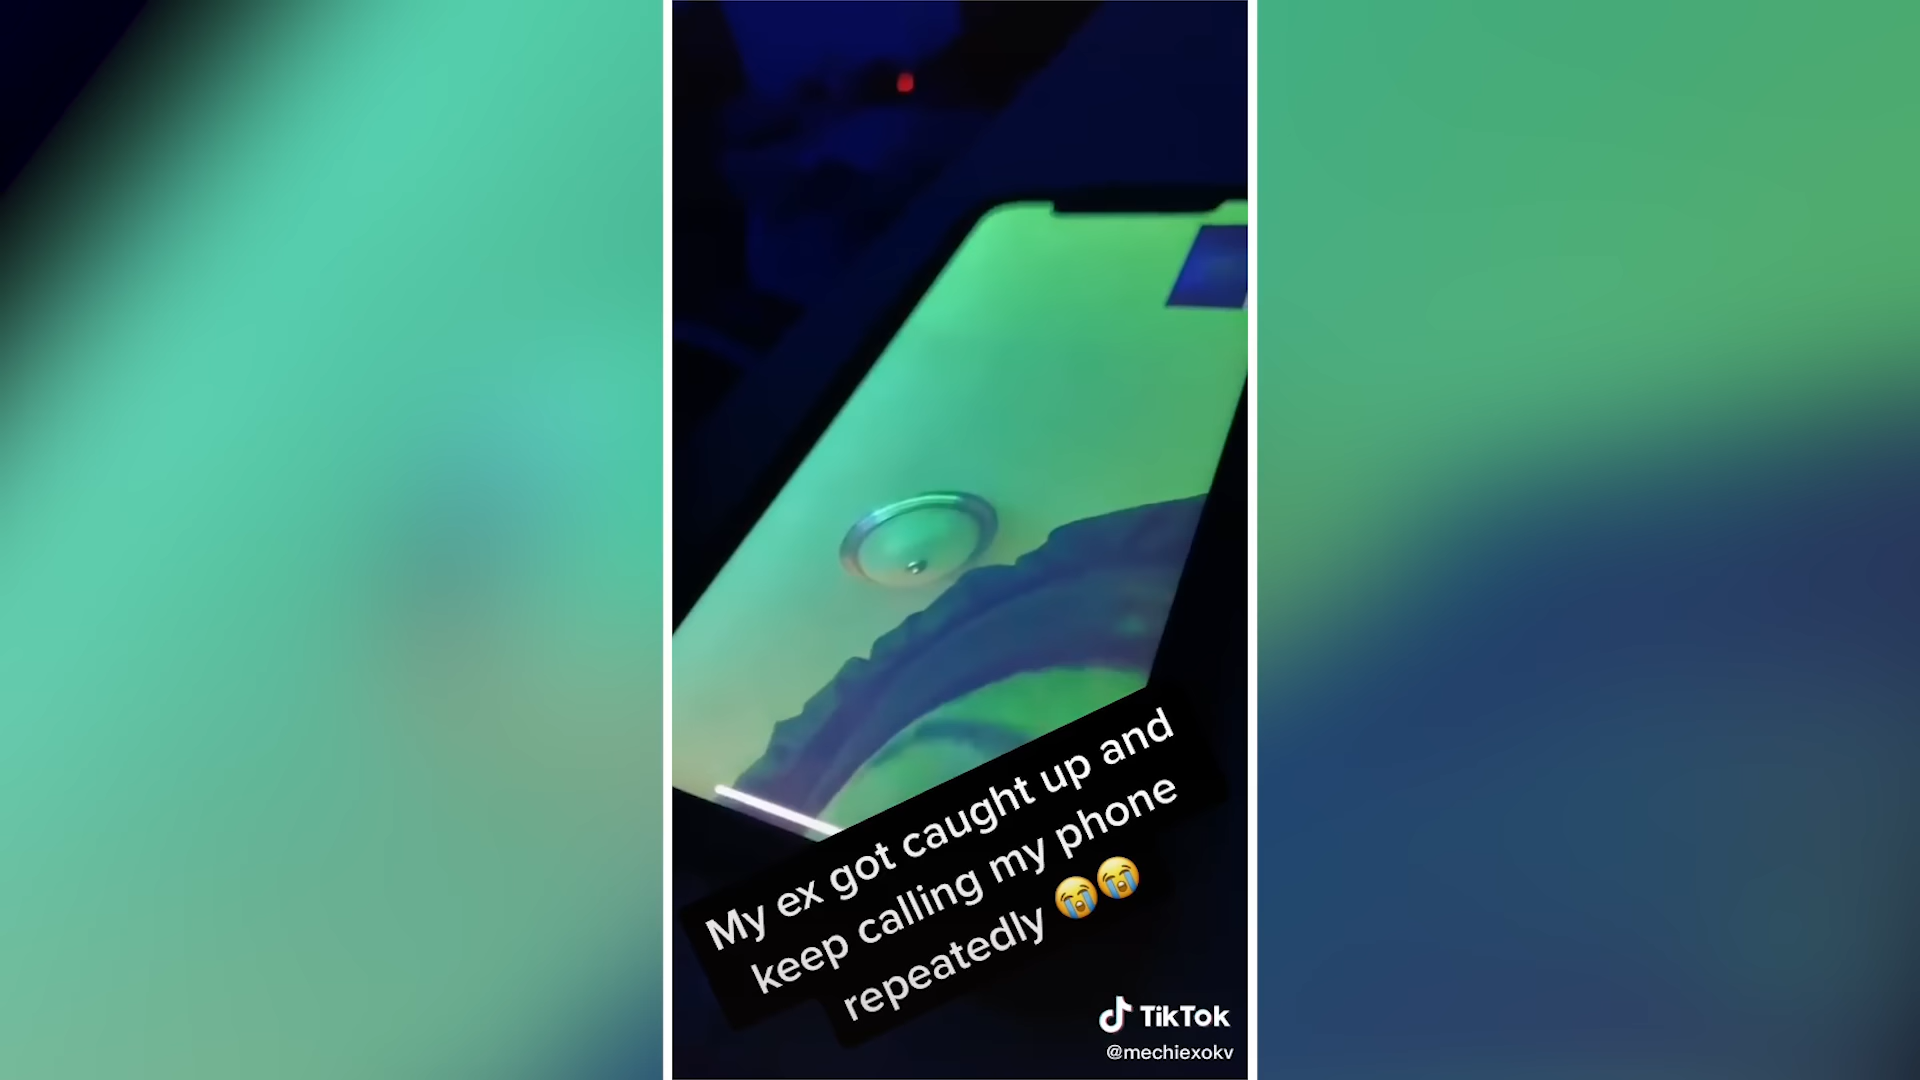 My ex got caught up and
keep calling my phone
repeatedly 😭😭
TikTok
@mechiexokv